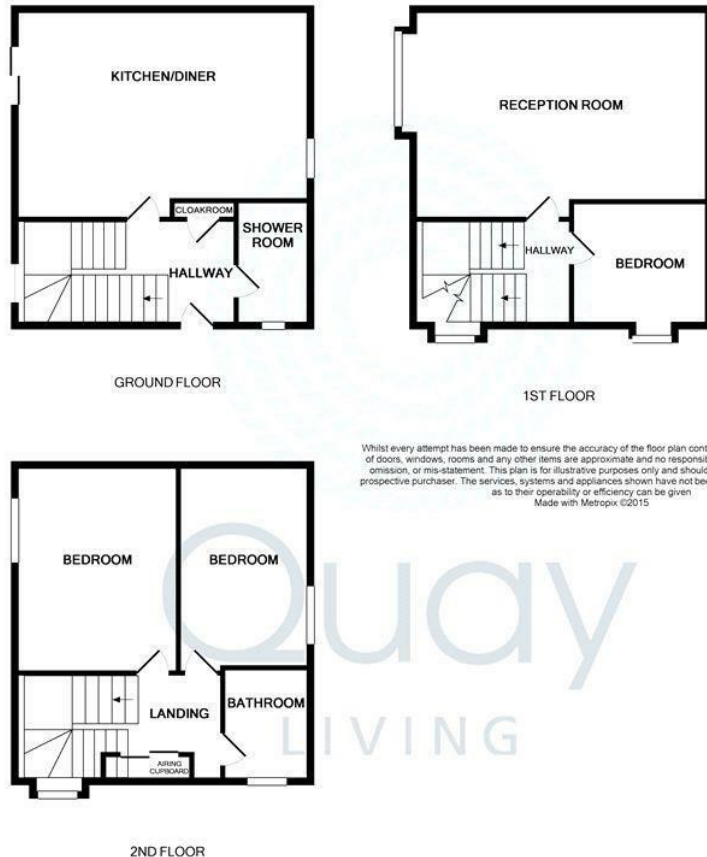 KITCHEN/DINER
CLOAKROOM
SHOWER
ROOM
HALLWAY
GROUND FLOOR
RECEPTION ROOM
HALLWAY
BEDROOM
1ST FLOOR
Whilst every attempt has been made to ensure the accuracy of the floor plan
of doors, windows, rooms and any other items are approximate and no
omission, or mis-statement. This plan is for illustrative purposes only and should
prospective purchaser. The services, systems and appliances shown have not
as to their operability or efficiency can be given
Made with Metropix ©2015
BEDROOM
BEDROOM
LANDING
BATHROOM
AIRING
CUPBOARD
2ND FLOOR
Quay
LIVING